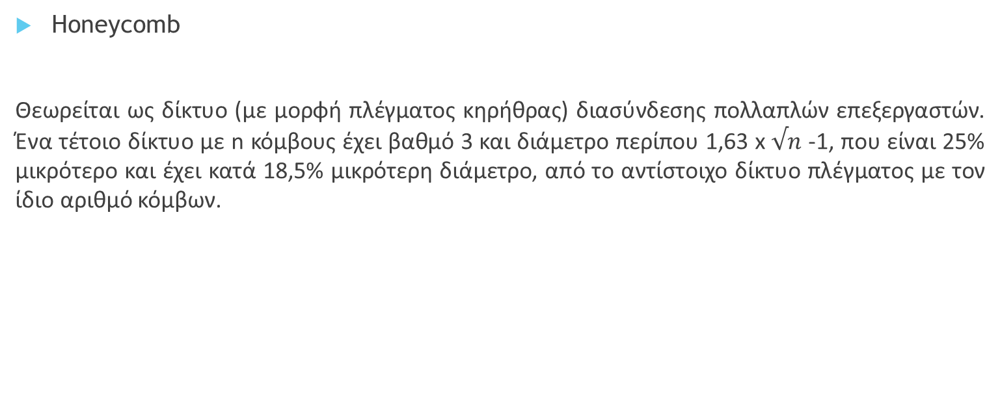 Honeycomb
Θεωρείται ως δίκτυο (με μορφή πλέγματος κηρήθρας) διασύνδεσης πολλαπλών επεξεργαστών.
Ένα τέτοιο δίκτυο με n κόμβους έχει βαθμό 3 και διάμετρο περίπου 1,63 x √n -1, που είναι 25%
μικρότερο και έχει κατά 18,5% μικρότερη διάμετρο, από το αντίστοιχο δίκτυο πλέγματος με τον
ίδιο αριθμό κόμβων.